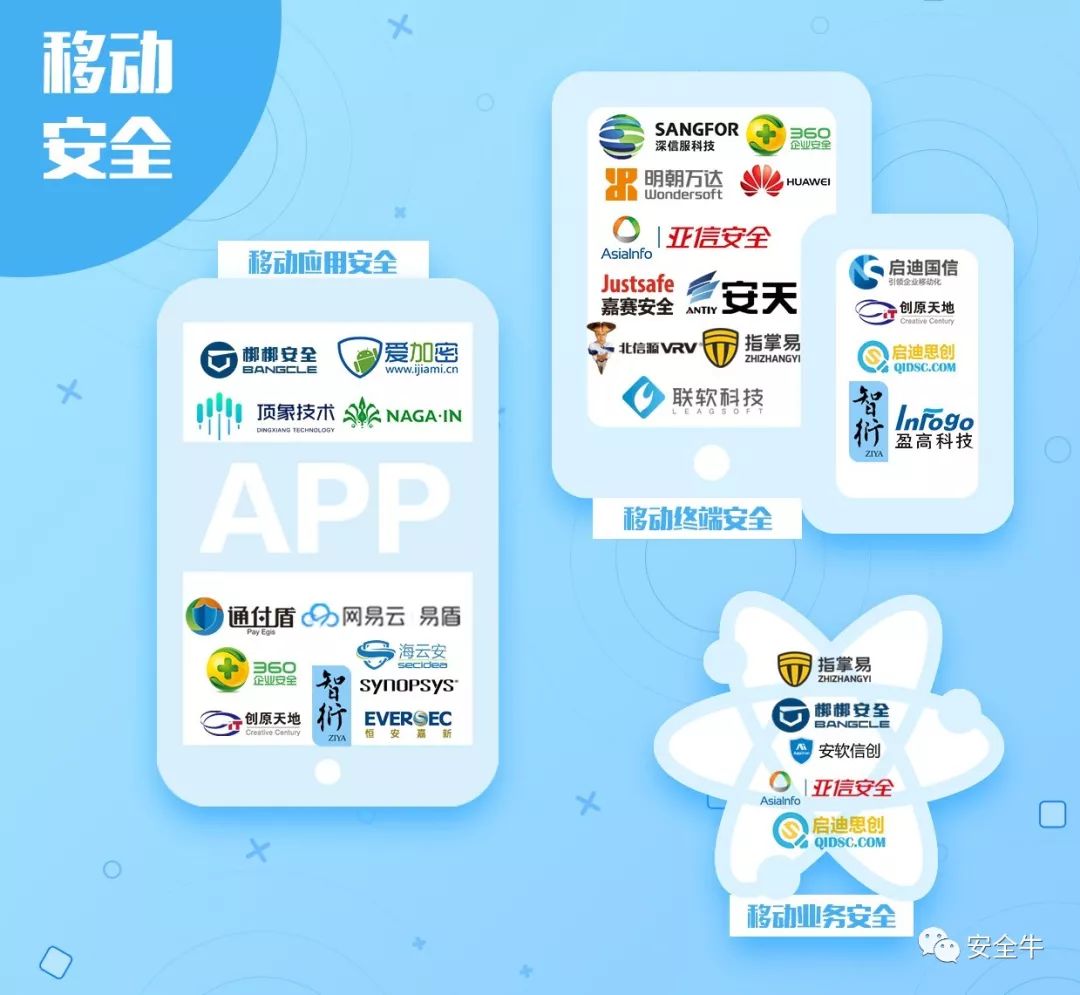 移动
安全
移动应用安全
梆梆安全
BANGCLE
爱加密
www.ijiami.cn
顶象技术
DINGXIANG TECHNOLOGY
NAGA·IN
APP
通付盾
Pay Egis
网易云 易盾
360
企业安全
海云安
secidea
智衍
ZIYA
SYNOPSYS
创原天地
Creative Century
EVERSEC
恒安嘉新
SANGFOR
深信服科技
360
企业安全
明朝万达
Wondersoft
HUAWEI
AsiaInfo
亚信安全
Justsafe
嘉赛安全
ANTIY
安天
北信源VRV
指掌易
ZHIZHANGYI
联软科技
LEAGSOFT
移动终端安全
启迪国信
引领企业移动化
创原天地
Creative Century
启迪思创
QIDSC.COM
智衍
ZIYA
Infogo
盈高科技
指掌易
ZHIZHANGYI
梆梆安全
BANGCLE
安软信创
AsiaInfo
亚信安全
启迪思创
QIDSC.COM
移动业务安全
安全牛